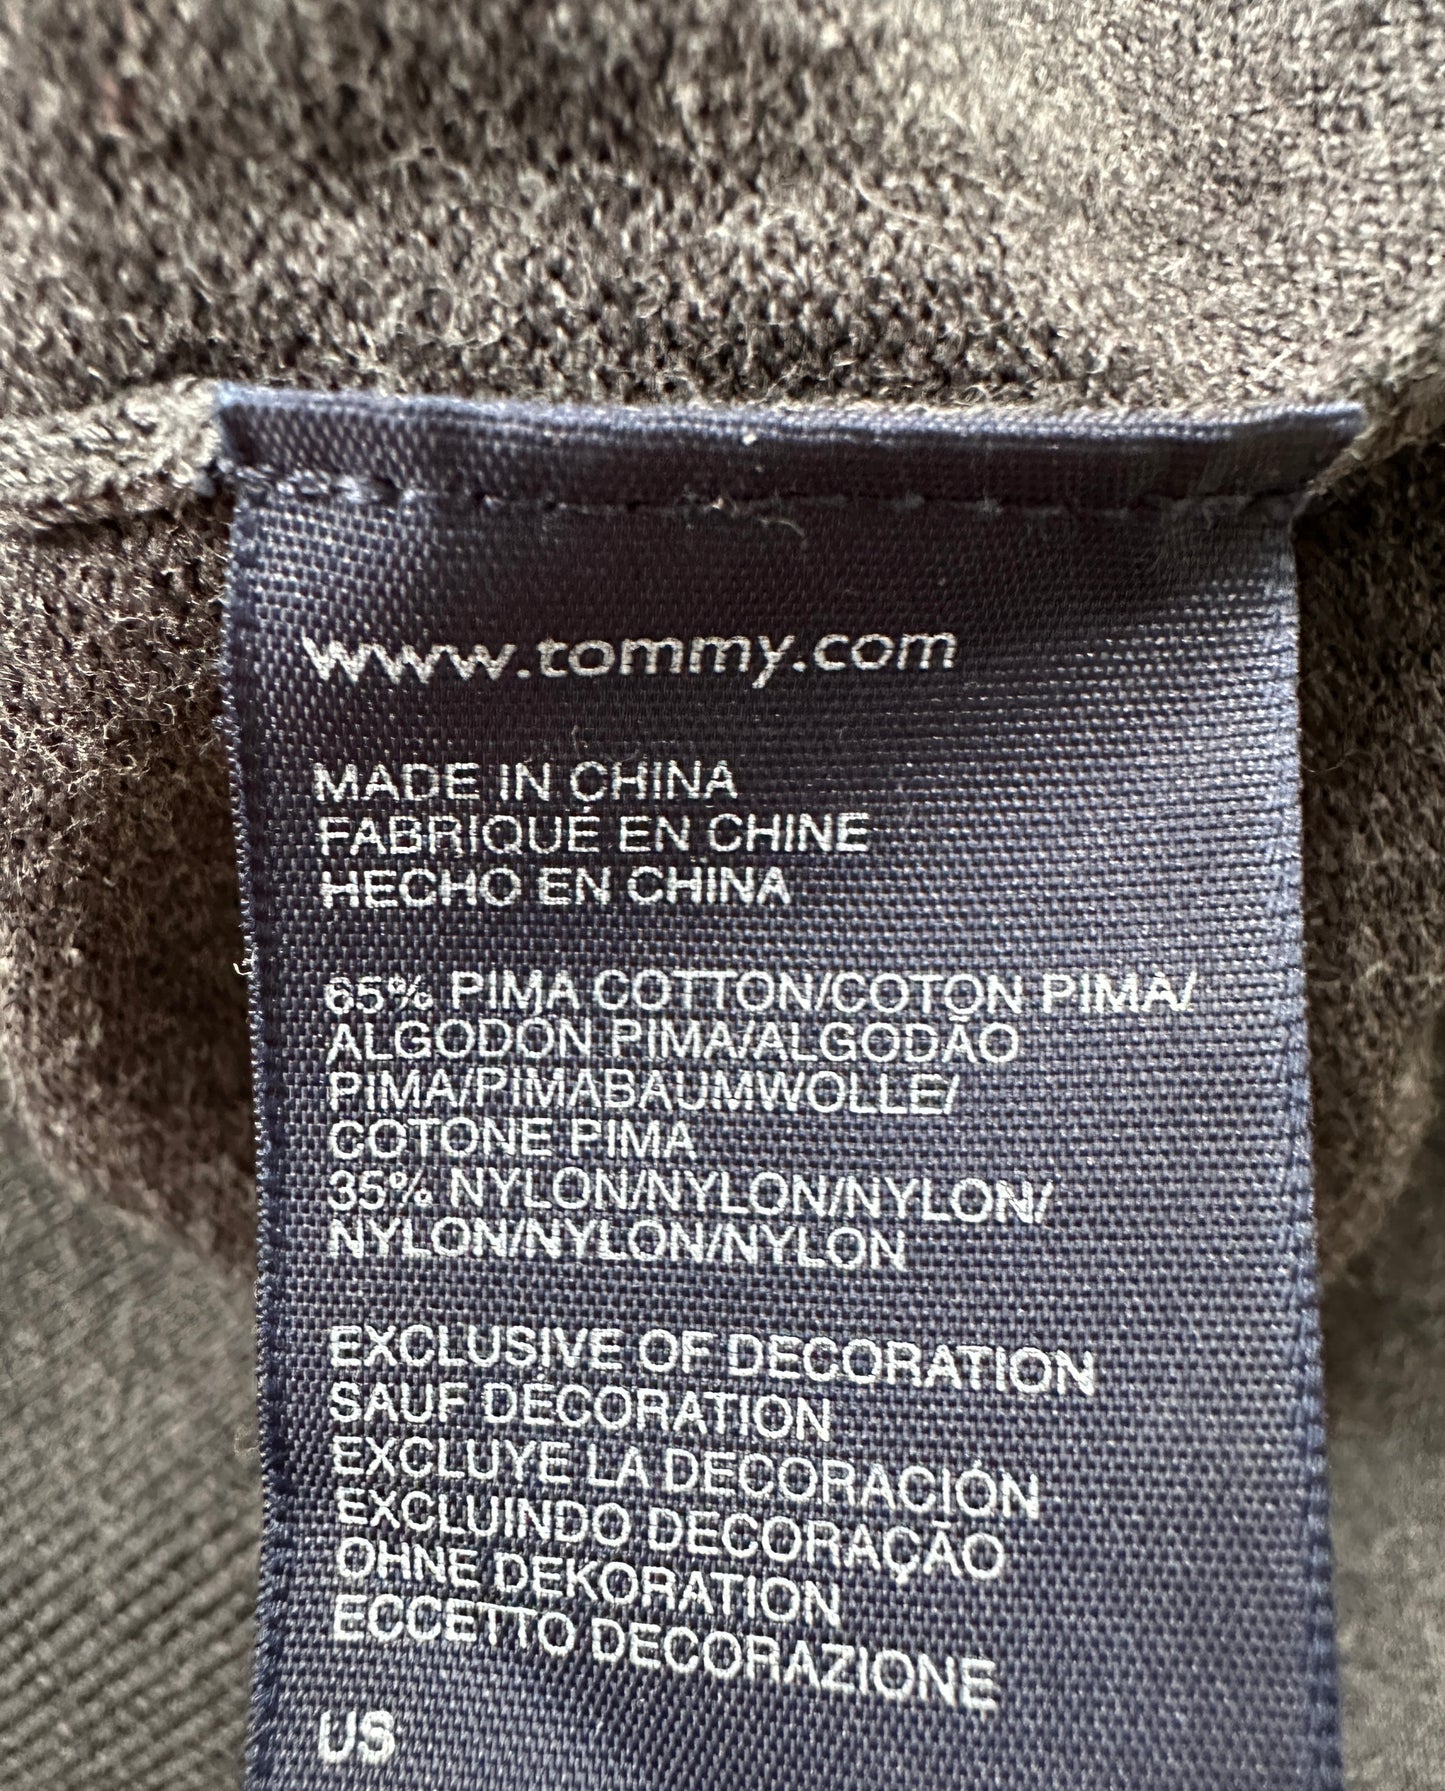 www.tommy.com
MADE IN CHINA
FABRIQUÉ EN CHINE
HECHO EN CHINA
65% PIMA COTTON/COTON PIMA/
ALGODÓN PIMA/ALGODÃO
PIMA/PIMABAUMWOLLE/
COTONE PIMA
35% NYLON/NYLON/NYLON/
NYLON/NYLON/NYLON
EXCLUSIVE OF DECORATION
SAUF DÉCORATION
EXCLUYE LA DECORACIÓN
EXCLUINDO DECORAÇÃO
OHNE DEKORATION
ECCETTO DECORAZIONE
US